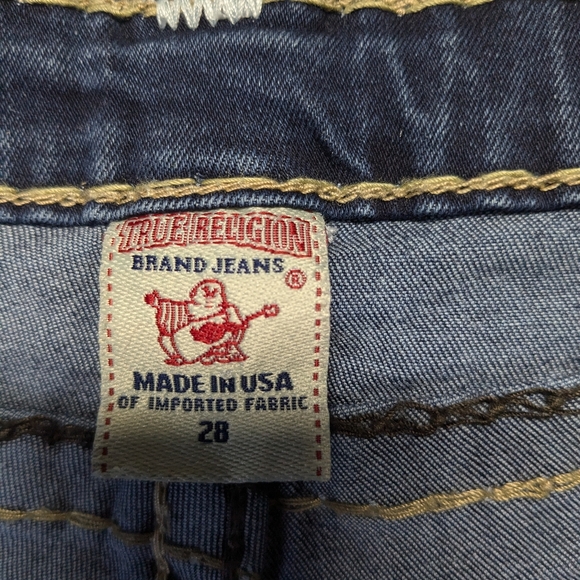 TRUE RELIGION
BRAND JEANS
®
MADE IN USA
OF IMPORTED FABRIC
28